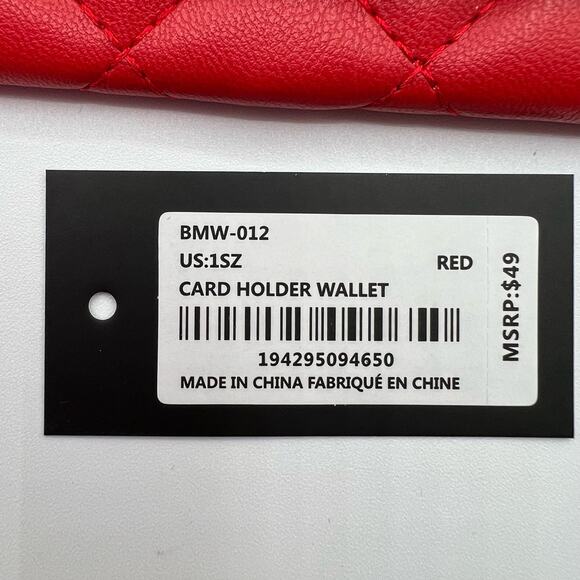 BMW-012
US:1SZ RED
CARD HOLDER WALLET
194295094650
MADE IN CHINA FABRIQUÉ EN CHINE
MSRP:$49